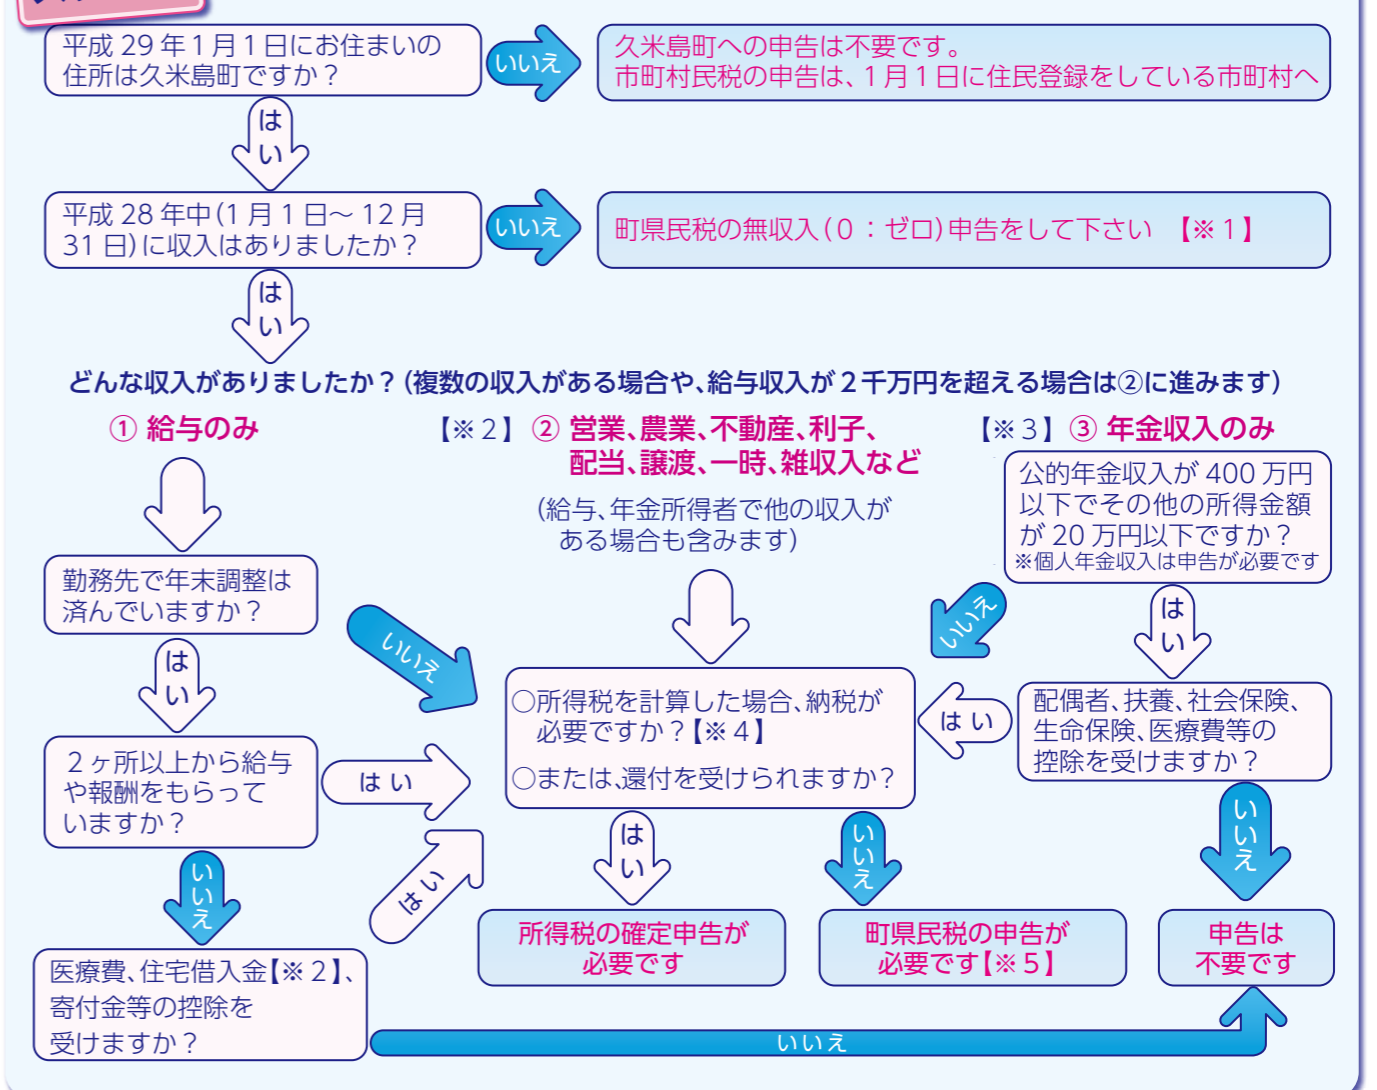 平成 29 年１月１日にお住まいの
住所は久米島町ですか？
いいえ
久米島町への申告は不要です。
市町村民税の申告は、１月１日に住民登録をしている市町村へ
はい
平成 28 年中（１月１日～ 12 月
31 日）に収入はありましたか？
いいえ
町県民税の無収入（０：ゼロ）申告をして下さい 【※１】
はい
どんな収入がありましたか？（複数の収入がある場合や、給与収入が２千万円を超える場合は②に進みます）
① 給与のみ
【※２】 ② 営業、農業、不動産、利子、
配当、譲渡、一時、雑収入など
（給与、年金所得者で他の収入が
ある場合も含みます）
【※３】 ③ 年金収入のみ
公的年金収入が 400 万円
以下でその他の所得金額
が 20 万円以下ですか？
※個人年金収入は申告が必要です
勤務先で年末調整は
済んでいますか？
いいえ
いいえ
はい
はい
○所得税を計算した場合、納税が
必要ですか？【※４】
○または、還付を受けられますか？
はい
配偶者、扶養、社会保険、
生命保険、医療費等の
控除を受けますか？
２ヶ所以上から給与
や報酬をもらって
いますか？
はい
いいえ
はい
はい
いいえ
いいえ
所得税の確定申告が
必要です
町県民税の申告が
必要です【※５】
申告は
不要です
医療費、住宅借入金【※２】、
寄付金等の控除を
受けますか？
いいえ